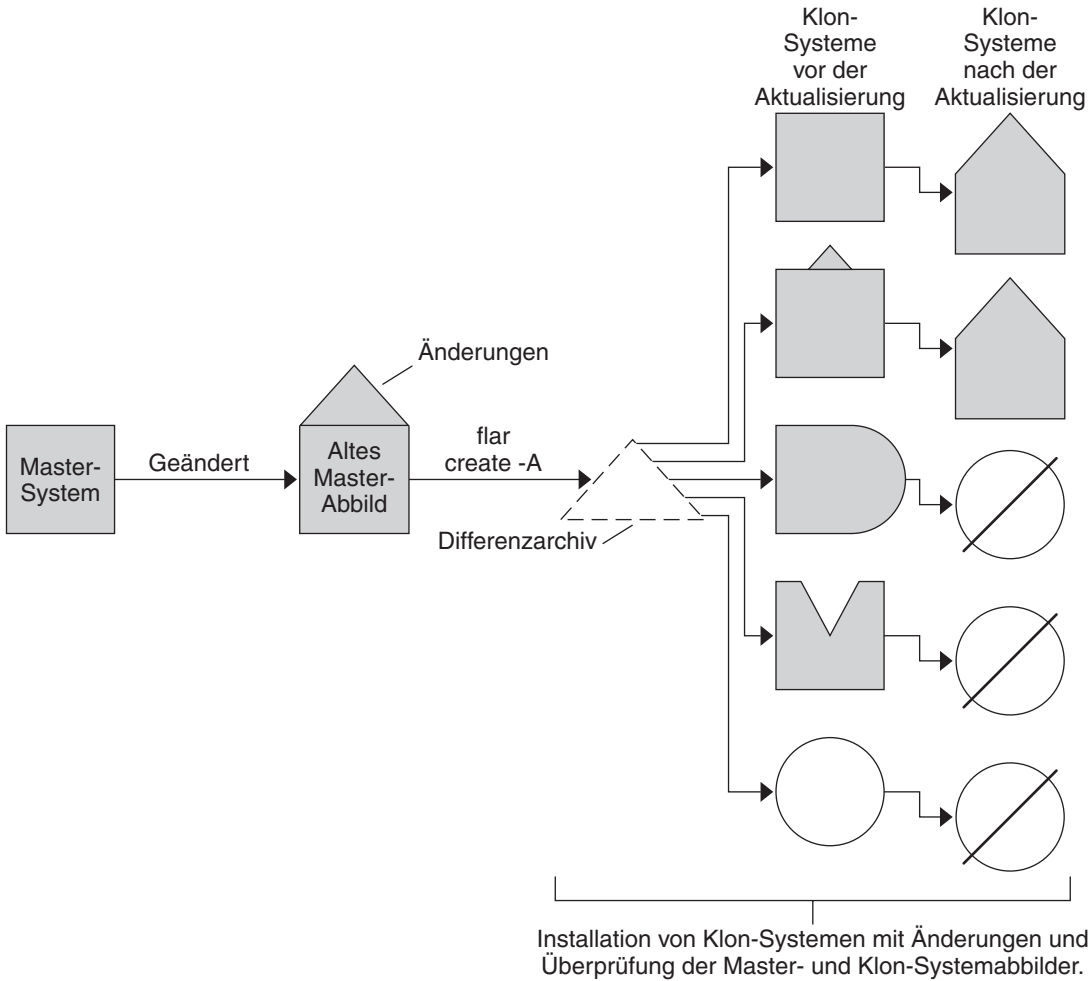 Klon-
Systeme
vor der
Aktualisierung
Klon-
Systeme
nach der
Aktualisierung
Änderungen
Master-
System
Geändert
Altes
Master-
Abbild
flar
create -A
Differenzarchiv
Installation von Klon-Systemen mit Änderungen und
Überprüfung der Master- und Klon-Systemabbilder.